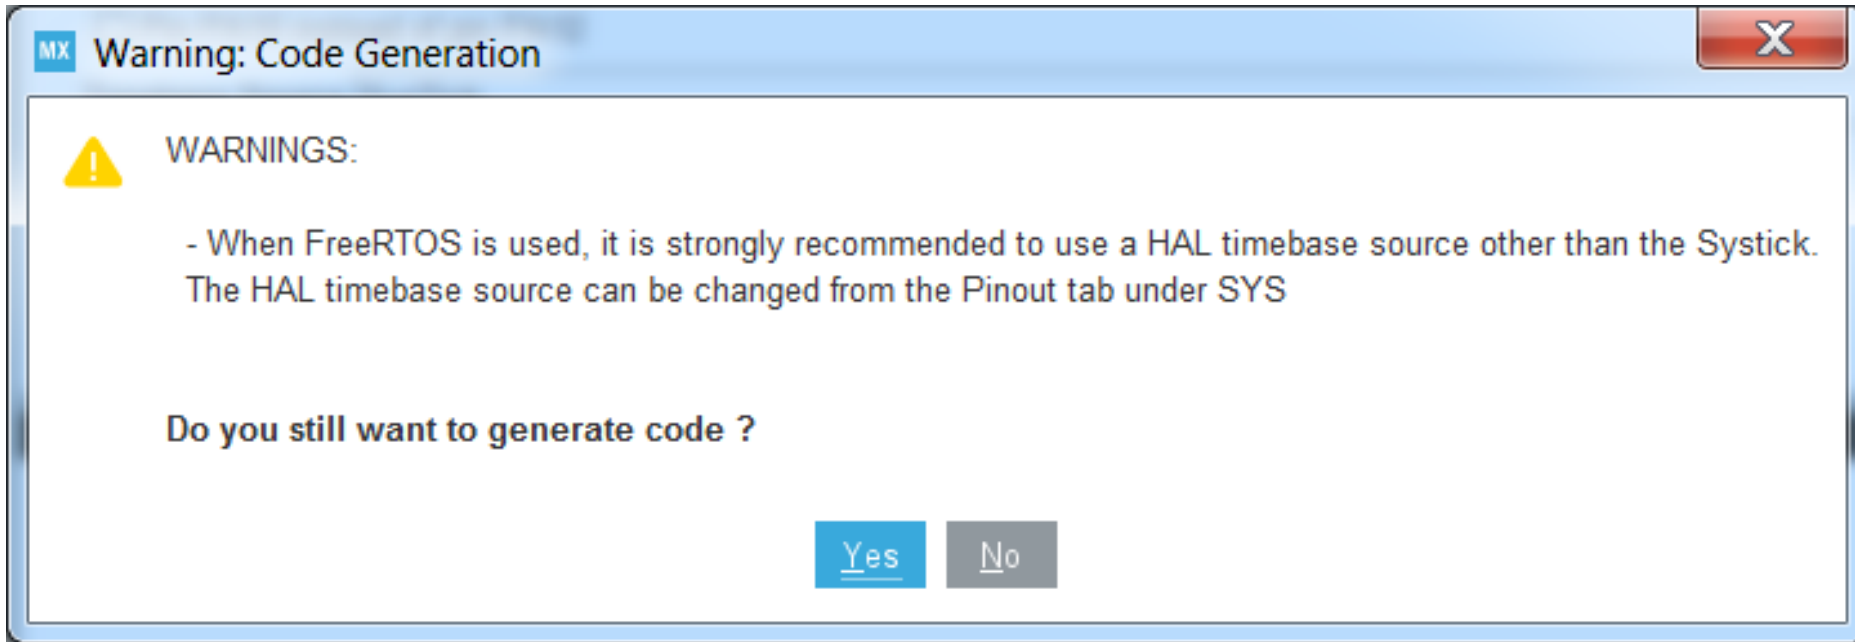 MX Warning: Code Generation
WARNINGS:
- When FreeRTOS is used, it is strongly recommended to use a HAL timebase source other than the Systick.
The HAL timebase source can be changed from the Pinout tab under SYS
Do you still want to generate code ?
Yes No